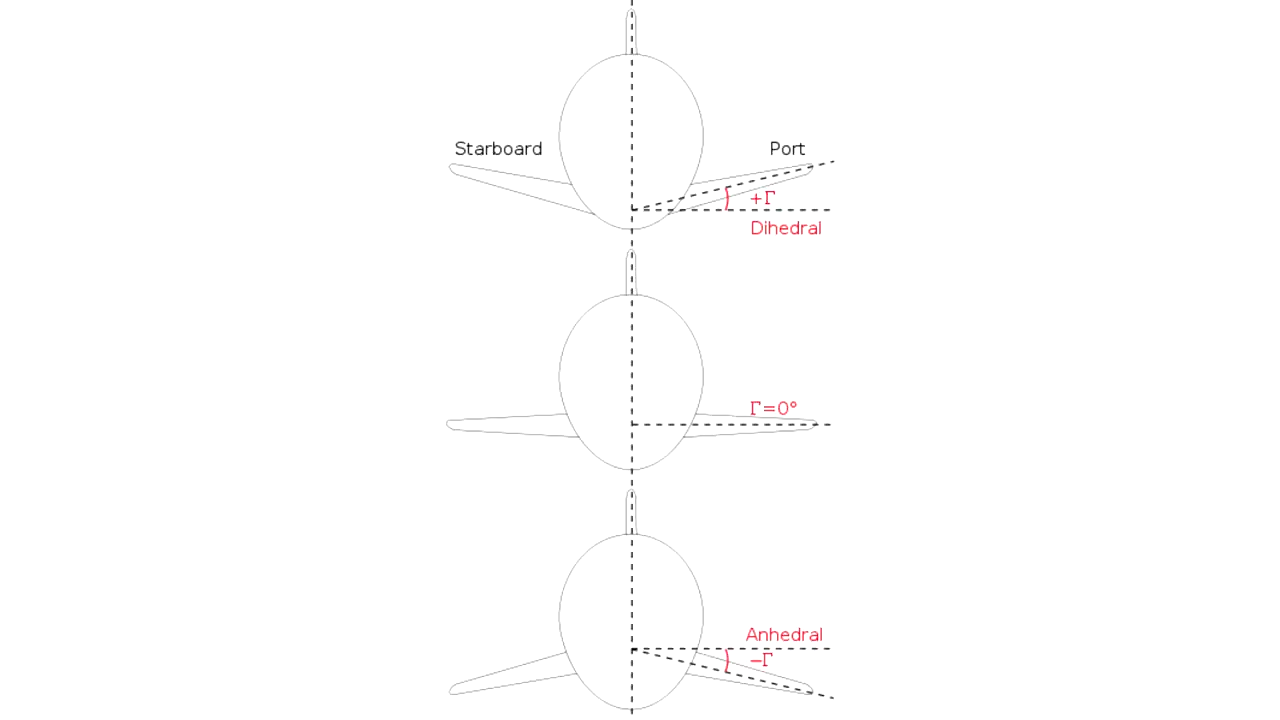 Starboard
Port
+Γ
Dihedral
Γ=0°
Anhedral
−Γ